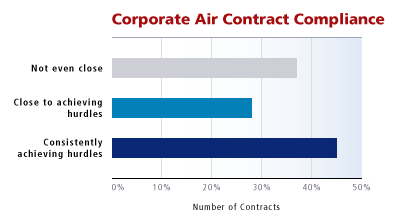 Corporate Air Contract Compliance
Not even close
Close to achieving
hurdles
Consistently
achieving hurdles
0% 10% 20% 30% 40% 50%
Number of Contracts